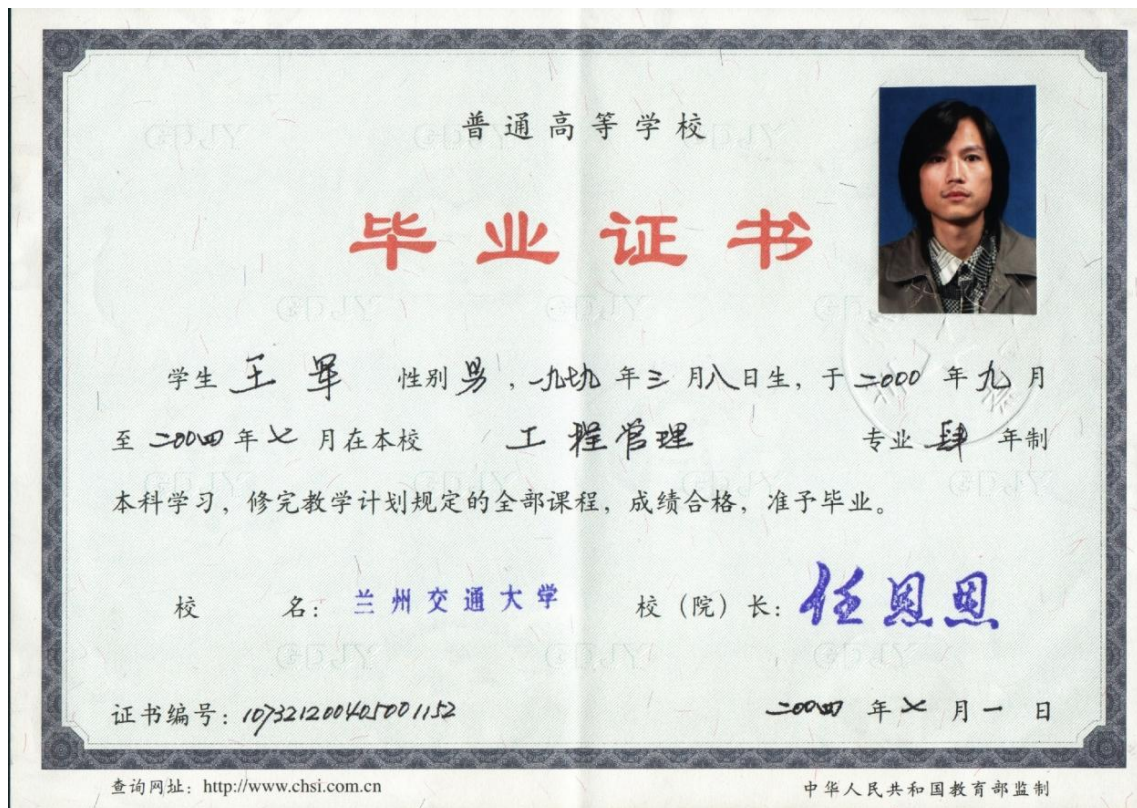 普通高等学校
毕业证书
学生 王军 性别 男，一九七九 年 三 月 八 日生，于 二000 年 九 月
至 二00四 年 七 月在本校 工程管理 专业 肆 年制
本科学习，修完教学计划规定的全部课程，成绩合格，准予毕业。
校 名：兰州交通大学 校（院）长：任恩恩
证书编号：107321200405001152 二00四 年 七 月 一 日
查询网址：http://www.chsi.com.cn 中华人民共和国教育部监制